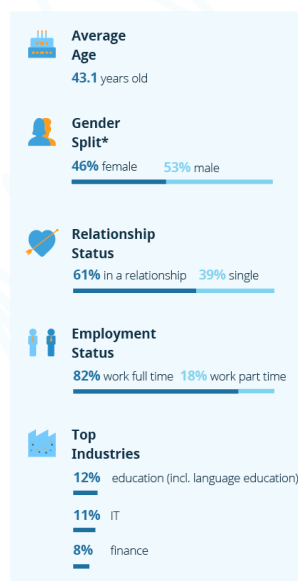 Average
Age
43.1 years old
Gender
Split*
46% female 53% male
Relationship
Status
61% in a relationship 39% single
Employment
Status
82% work full time 18% work part time
Top
Industries
12% education (incl. language education)
11% IT
8% finance